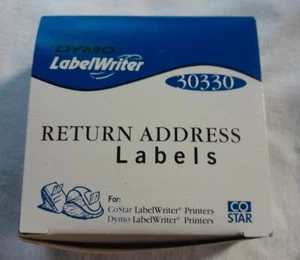 DYMO
LabelWriter
30330
RETURN ADDRESS
Labels
For:
CoStar LabelWriter® Printers
Dymo LabelWriter® Printers
CO
STAR